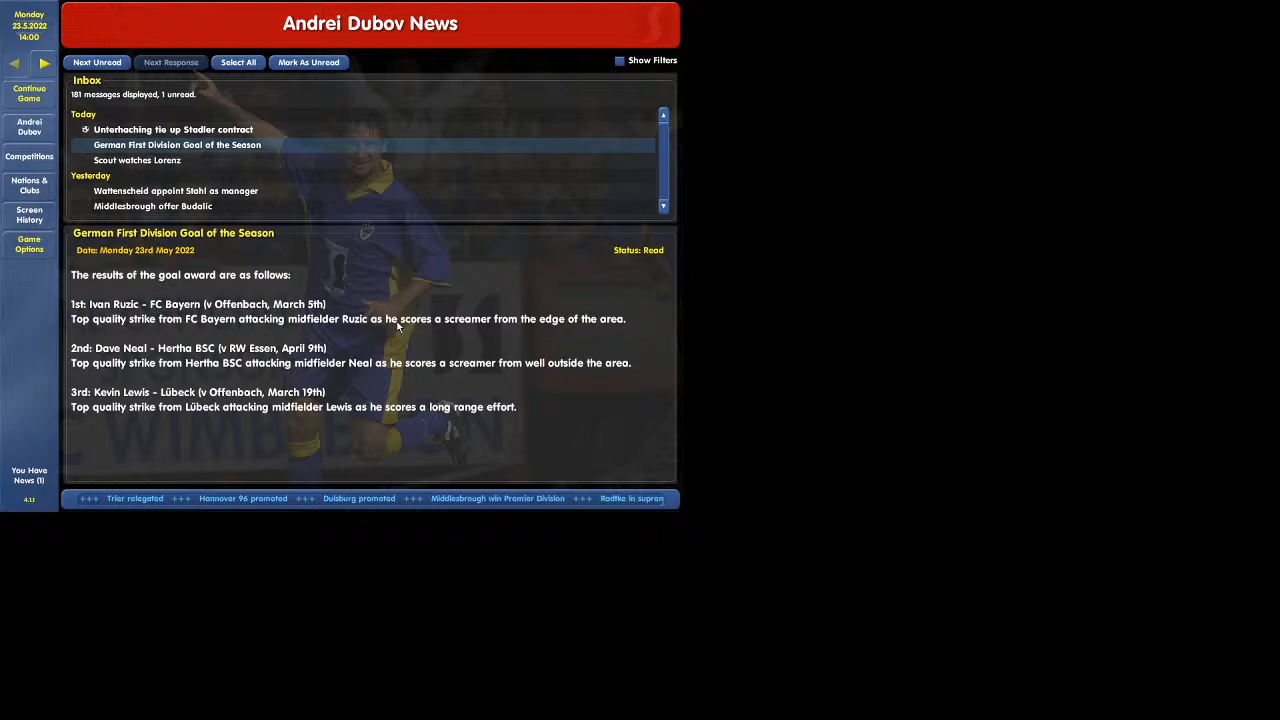 Monday
23.5.2022
14:00
Andrei Dubov News
Next Unread
Next Response
Select All
Mark As Unread
Show Filters
Continue
Game
Andrei
Dubov
Competitions
Nations &
Clubs
Screen
History
Game
Options
You Have
News (1)
4.1.1
Inbox
181 messages displayed, 1 unread.
Today
Unterhaching tie up Stadler contract
German First Division Goal of the Season
Scout watches Lorenz
Yesterday
Wattenscheid appoint Stahl as manager
Middlesbrough offer Budalic
German First Division Goal of the Season
Date: Monday 23rd May 2022
Status: Read
The results of the goal award are as follows:
1st: Ivan Ruzic - FC Bayern (v Offenbach, March 5th)
Top quality strike from FC Bayern attacking midfielder Ruzic as he scores a screamer from the edge of the area.
2nd: Dave Neal - Hertha BSC (v RW Essen, April 9th)
Top quality strike from Hertha BSC attacking midfielder Neal as he scores a screamer from well outside the area.
3rd: Kevin Lewis - Lübeck (v Offenbach, March 19th)
Top quality strike from Lübeck attacking midfielder Lewis as he scores a long range effort.
+++ Trier relegated +++ Hannover 96 promoted +++ Duisburg promoted +++ Middlesbrough win Premier Division +++ Radtke in suprem